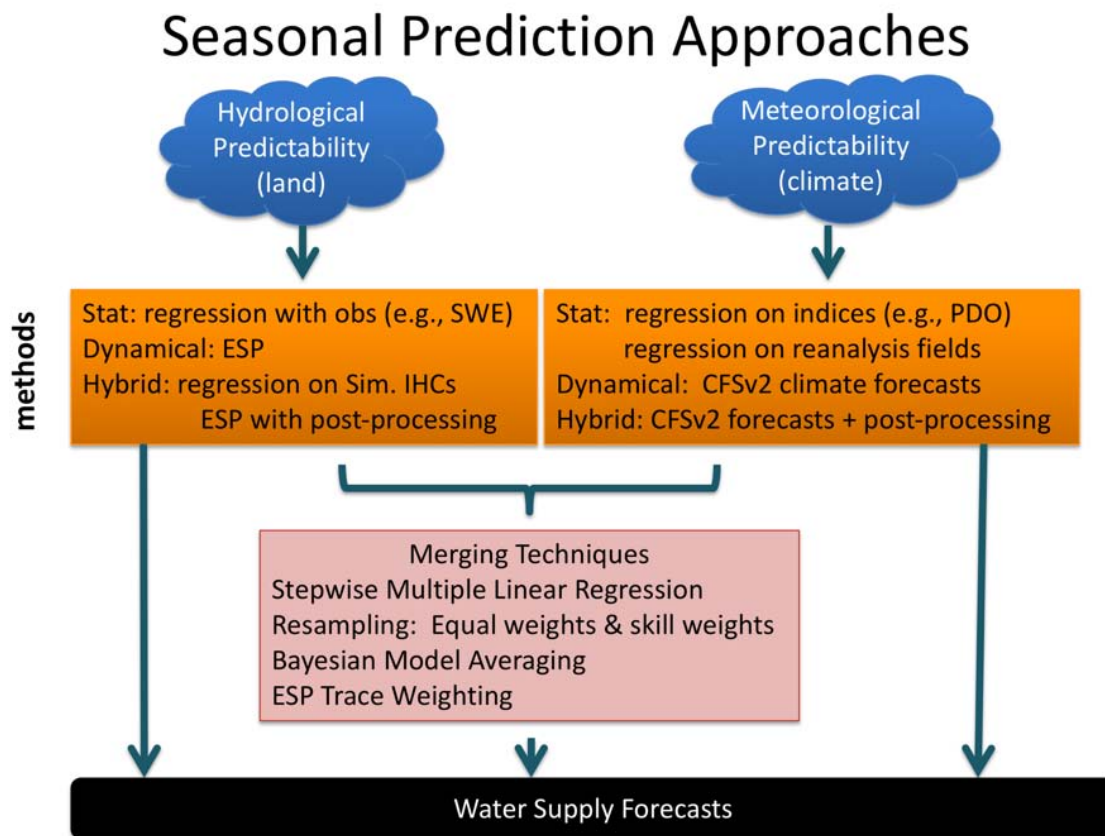 Seasonal Prediction Approaches
Hydrological
Predictability
(land)
Meteorological
Predictability
(climate)
methods
Stat: regression with obs (e.g., SWE)
Dynamical: ESP
Hybrid: regression on Sim. IHCs
ESP with post-processing
Stat: regression on indices (e.g., PDO)
regression on reanalysis fields
Dynamical: CFSv2 climate forecasts
Hybrid: CFSv2 forecasts + post-processing
Merging Techniques
Stepwise Multiple Linear Regression
Resampling: Equal weights & skill weights
Bayesian Model Averaging
ESP Trace Weighting
Water Supply Forecasts